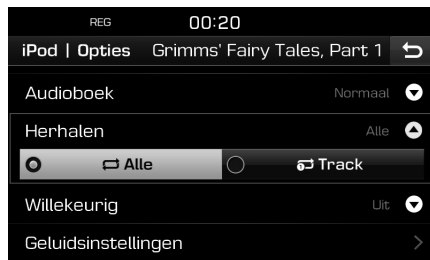 REG 00:20
iPod | Opties Grimms' Fairy Tales, Part 1
Audioboek Normaal
Herhalen Alle
Alle Track
Willekeurig Uit
Geluidsinstellingen